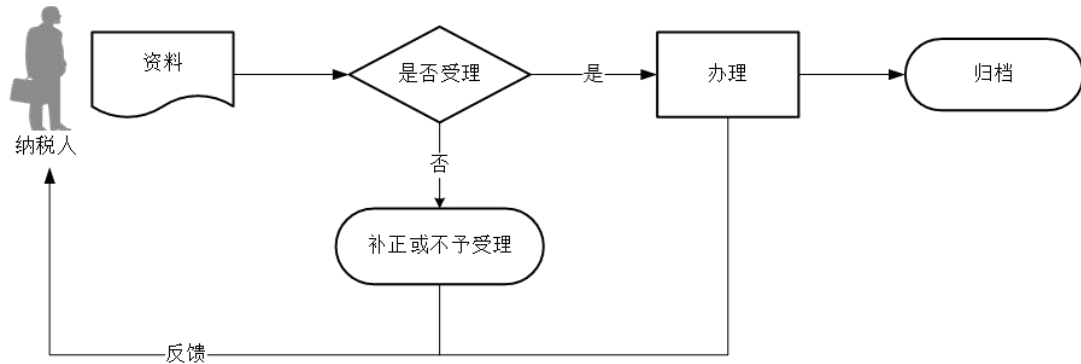 资料
是否受理
是
办理
归档
纳税人
否
补正或不予受理
反馈